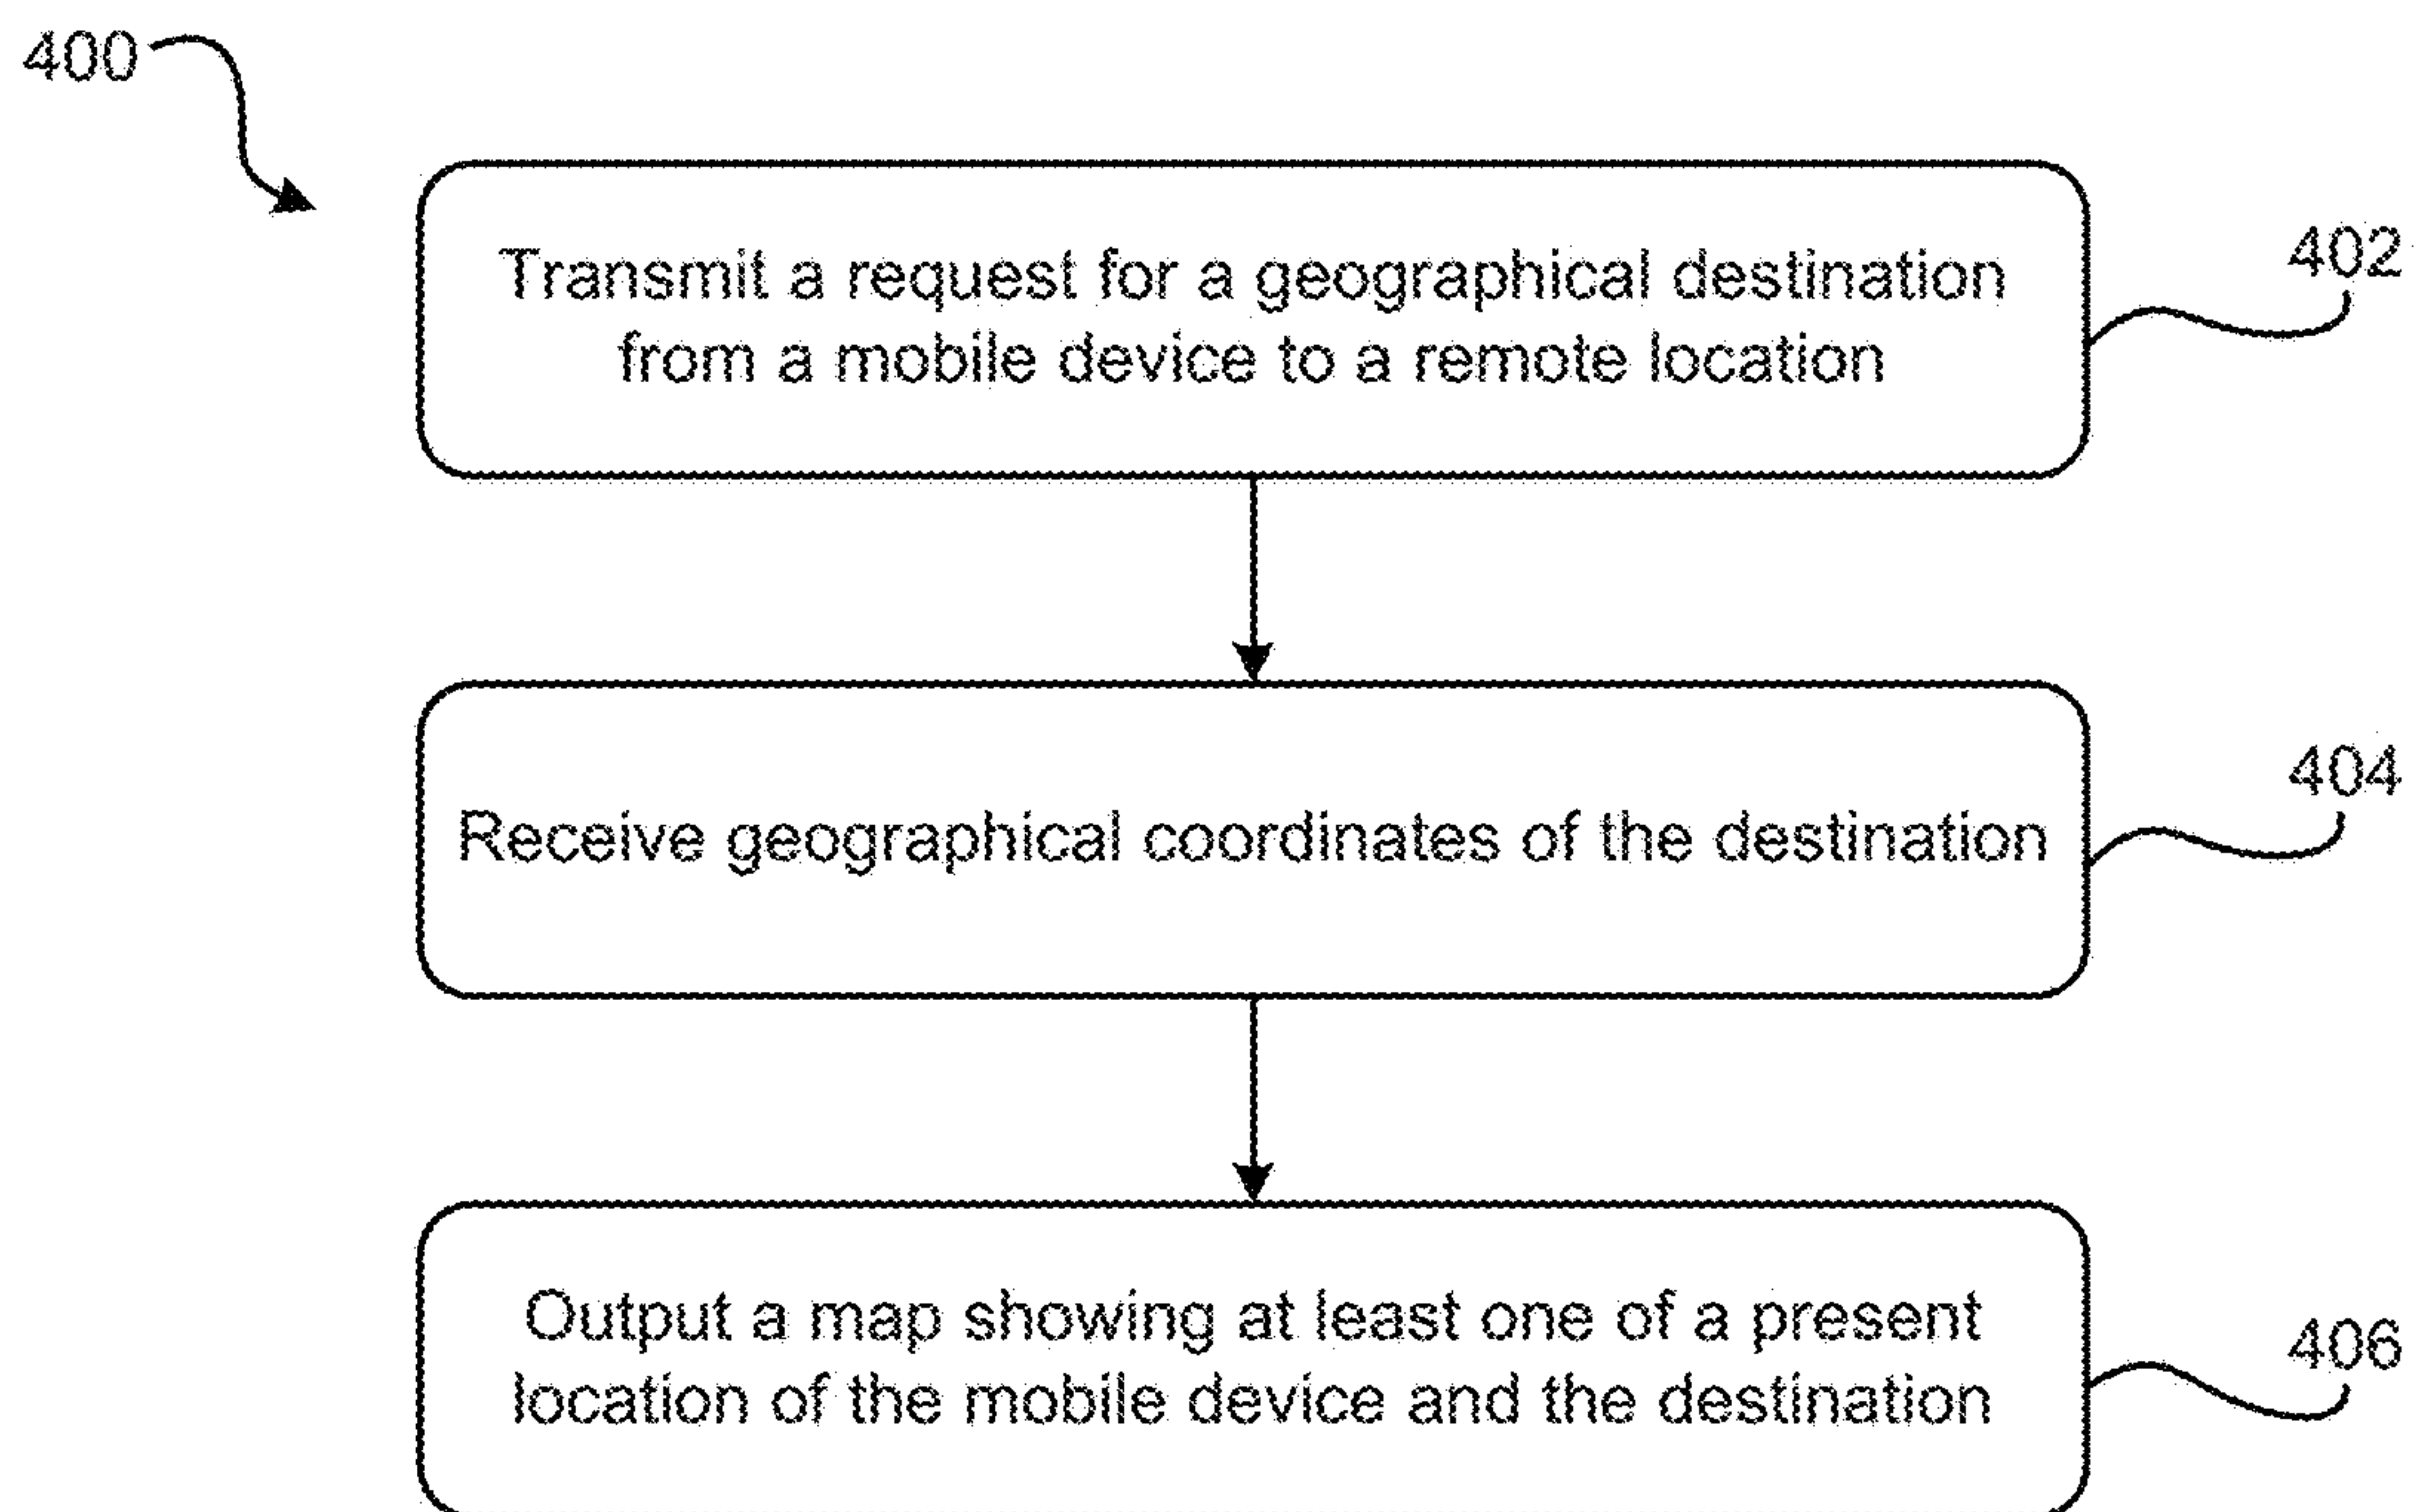 400
Transmit a request for a geographical destination
from a mobile device to a remote location
402
Receive geographical coordinates of the destination
404
Output a map showing at least one of a present
location of the mobile device and the destination
406